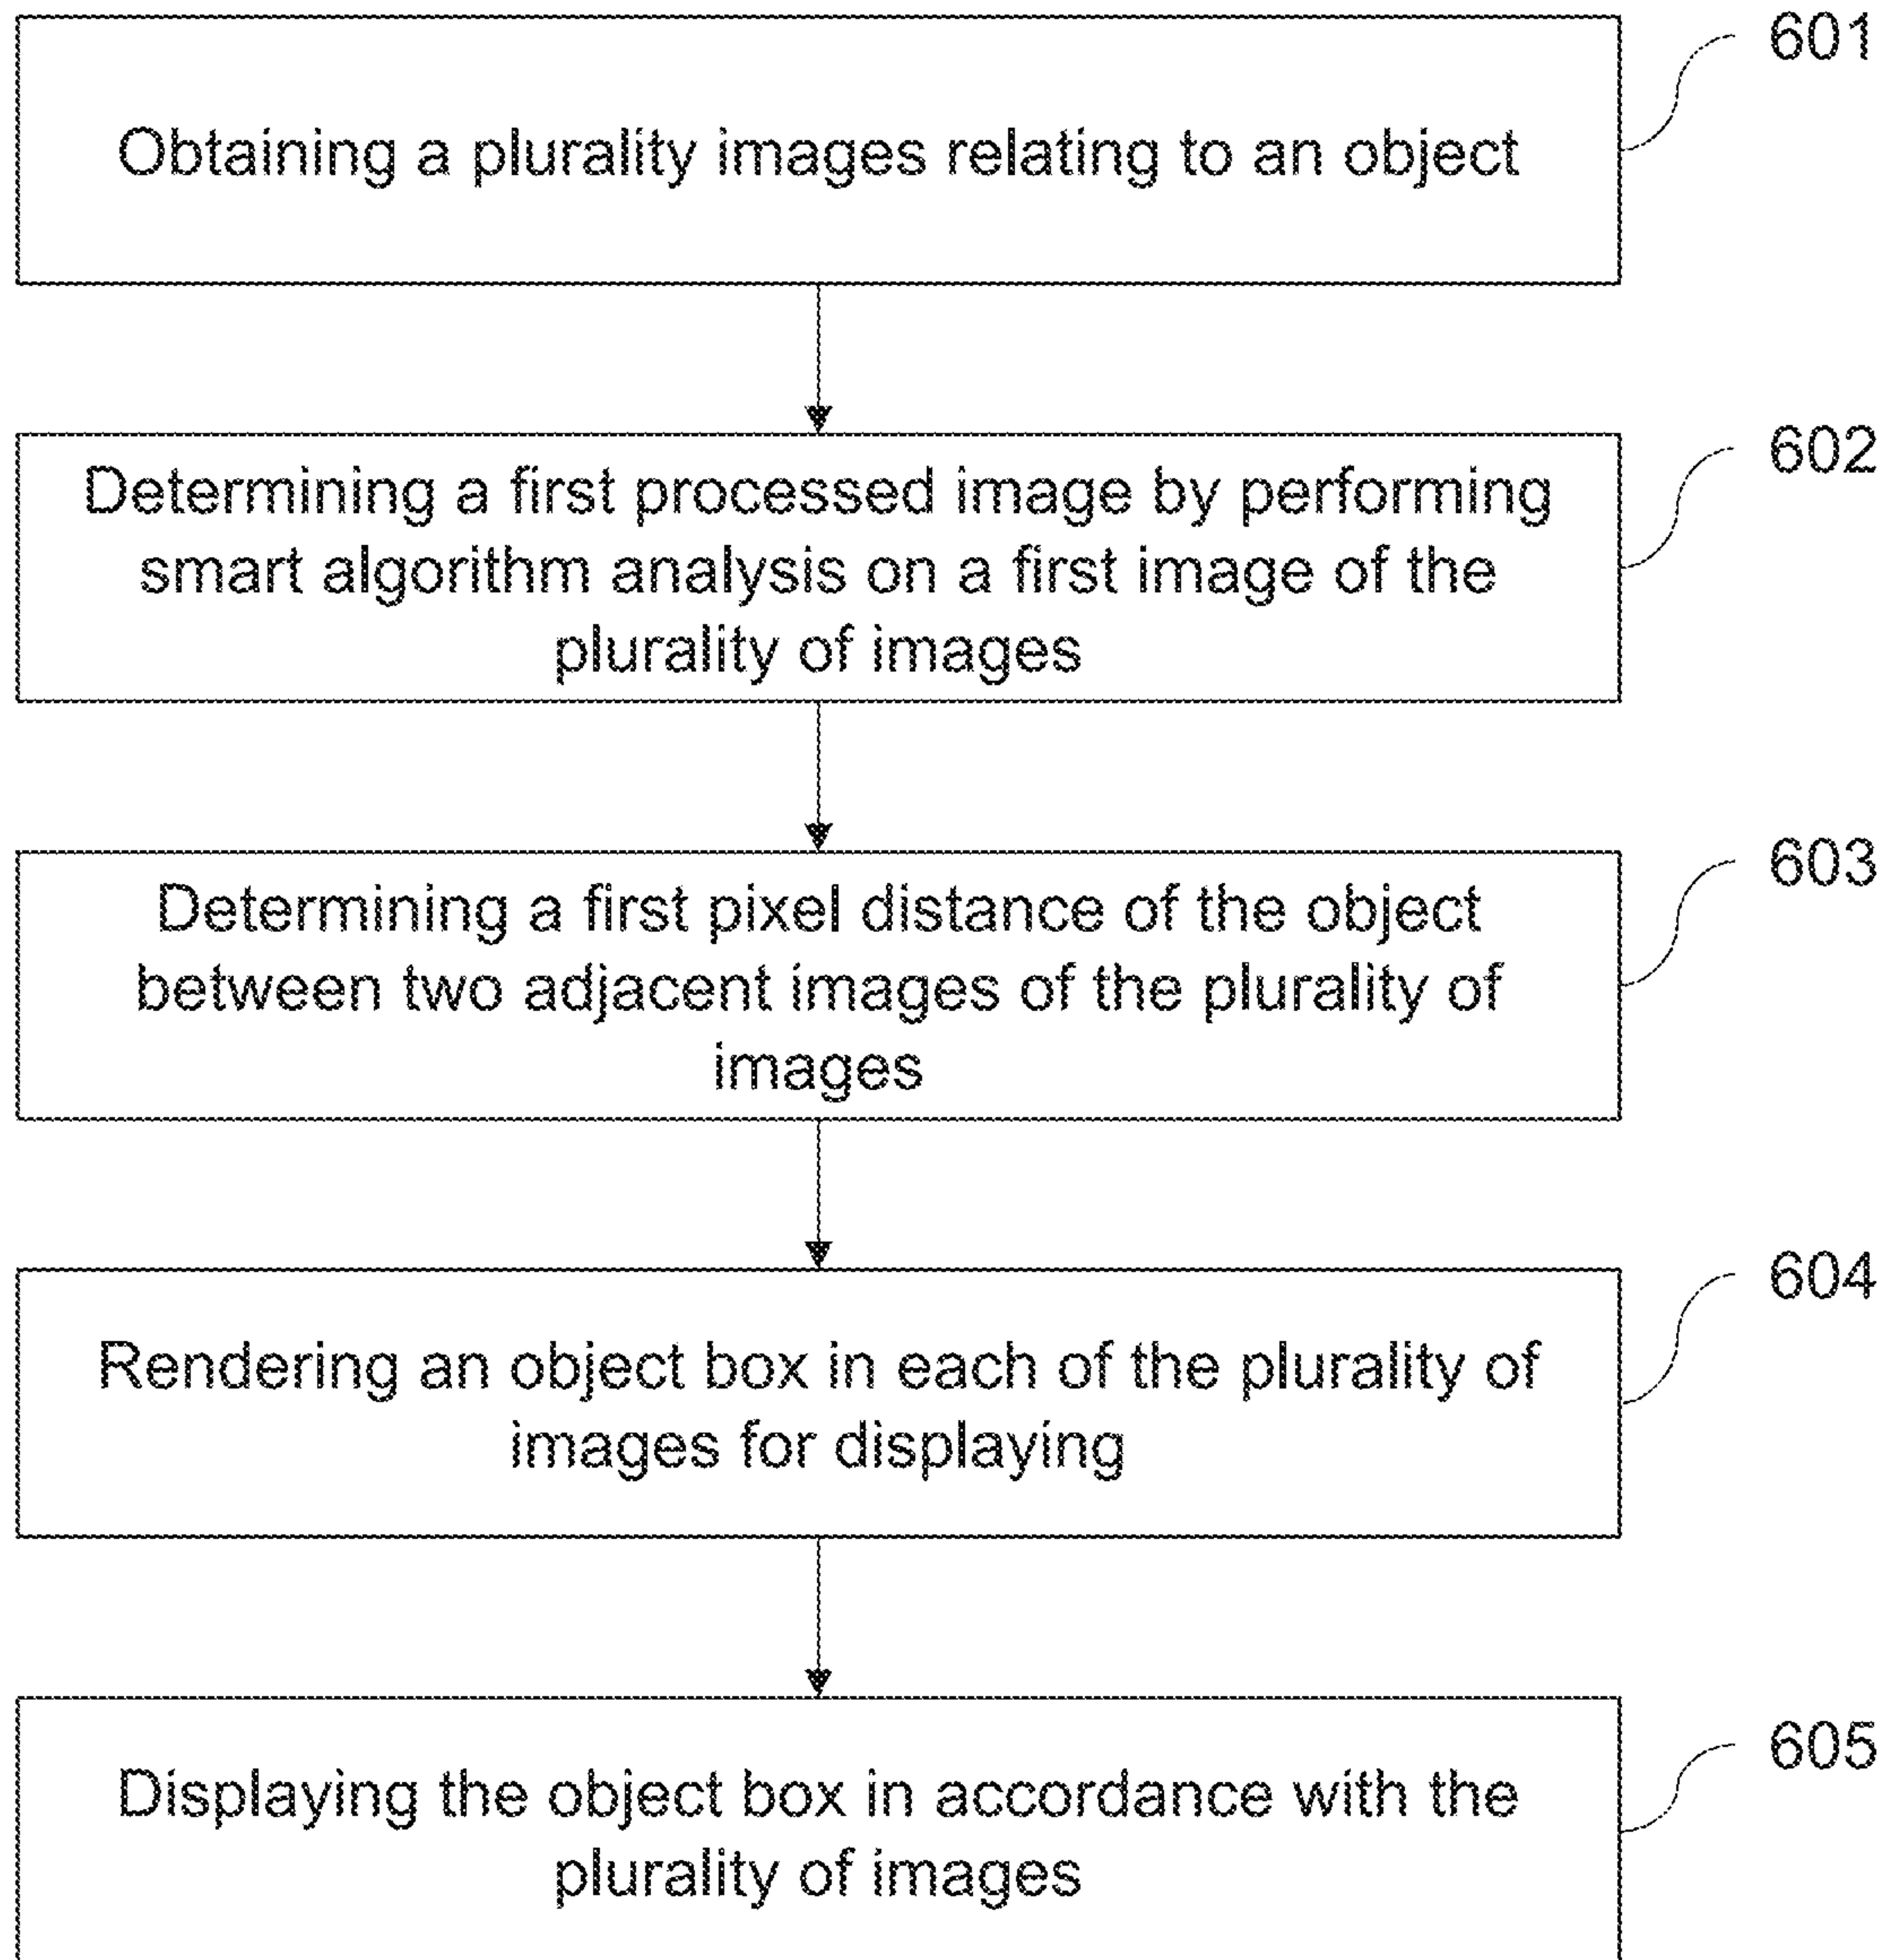 601
Obtaining a plurality images relating to an object
602
Determining a first processed image by performing
smart algorithm analysis on a first image of the
plurality of images
603
Determining a first pixel distance of the object
between two adjacent images of the plurality of
images
604
Rendering an object box in each of the plurality of
images for displaying
605
Displaying the object box in accordance with the
plurality of images